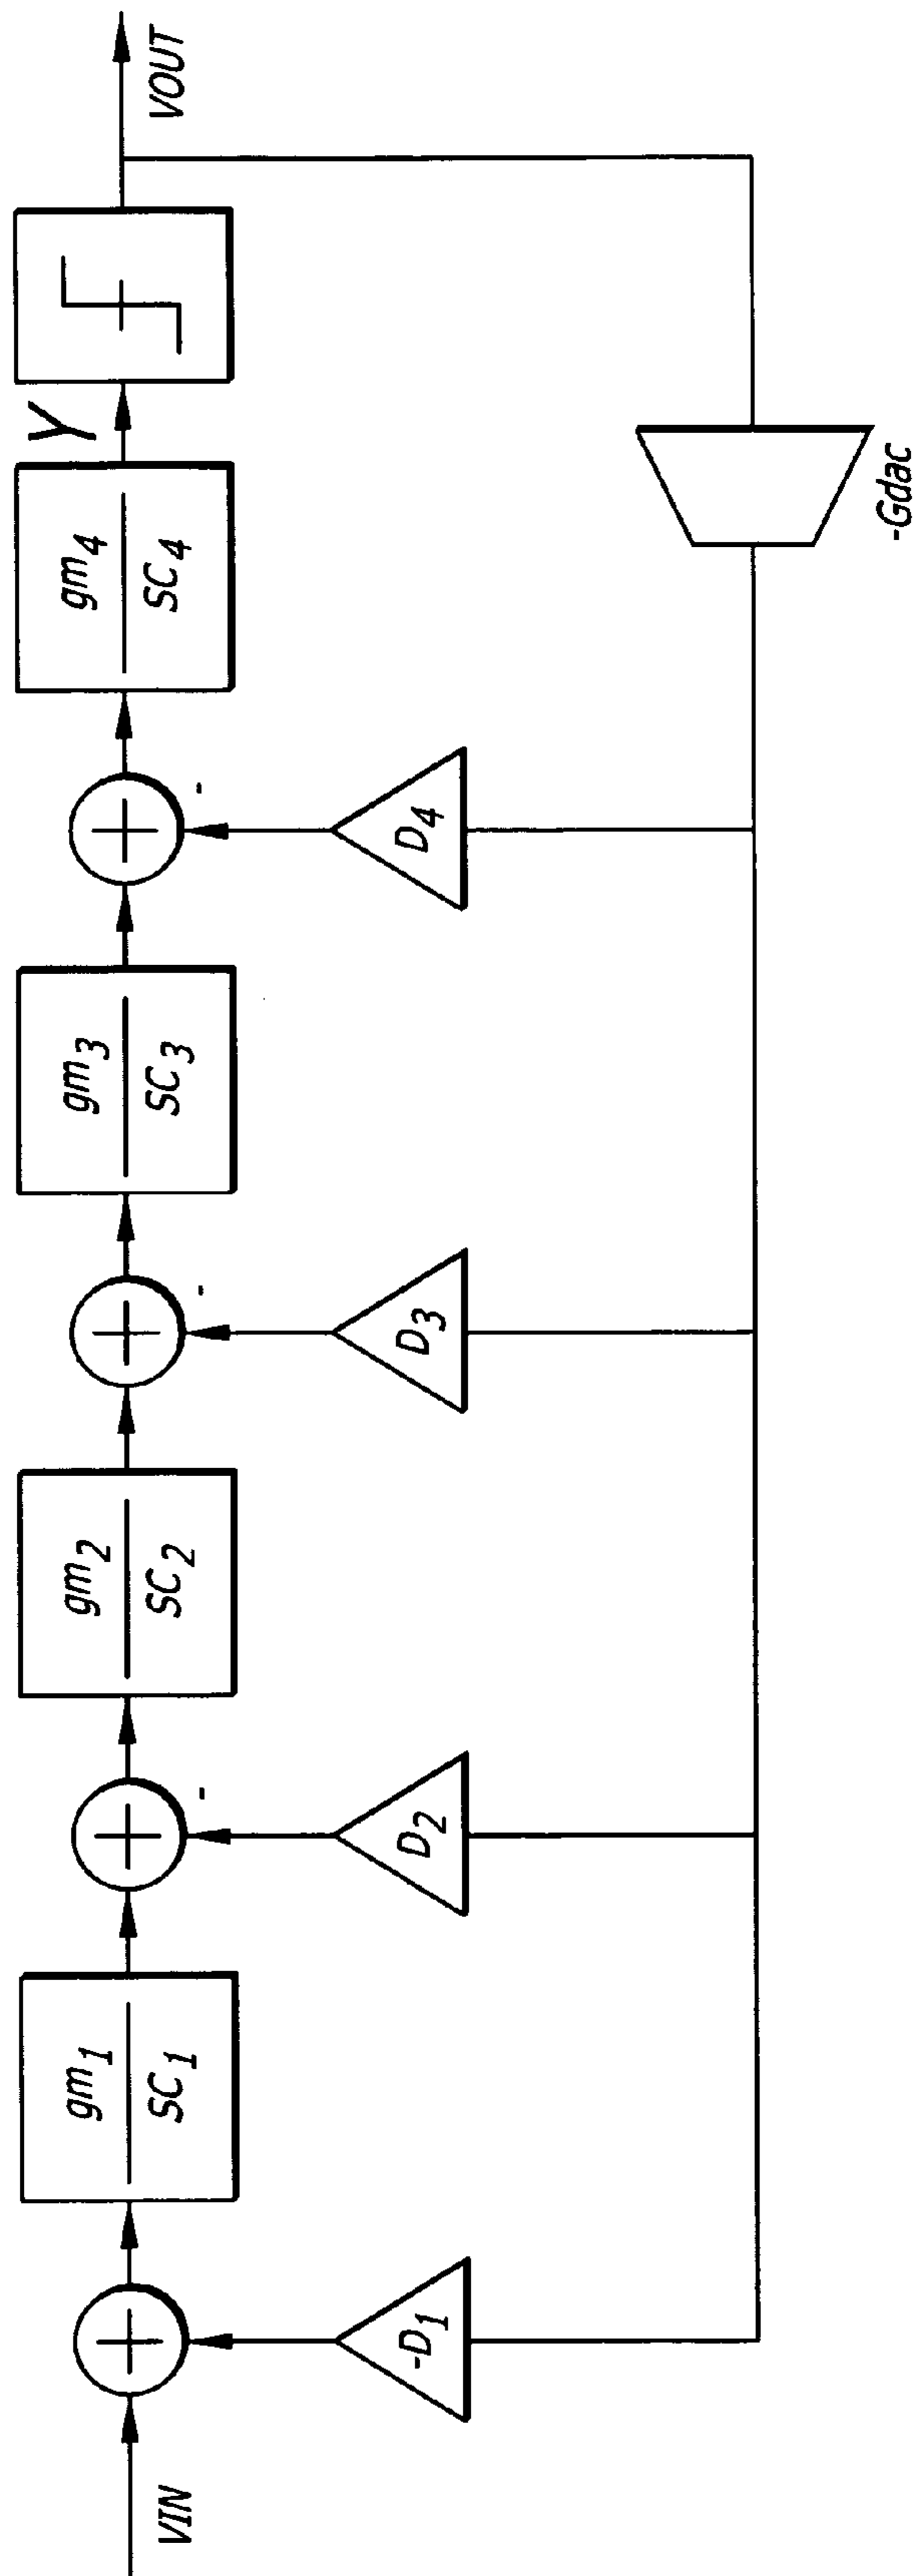 VIN
gm1
SC1
-
gm2
SC2
-
gm3
SC3
-
gm4
SC4
Y
VOUT
-D1
D2
D3
D4
-Gdac